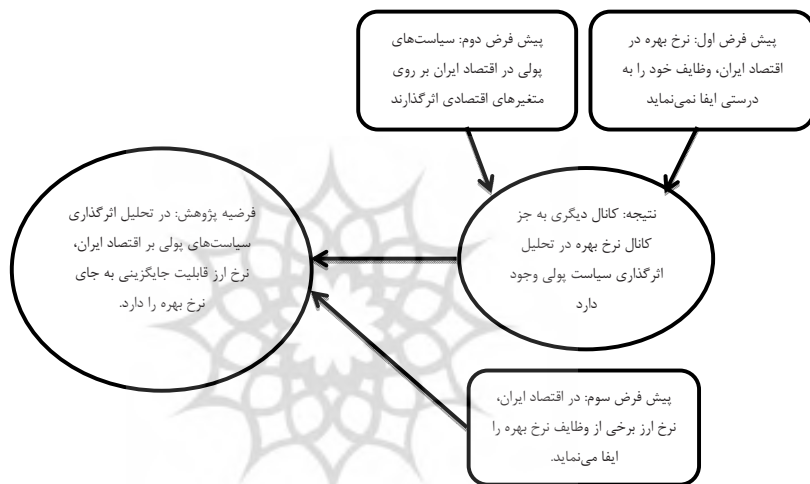 پیش فرض اول: نرخ بهره در
اقتصاد ایران، وظایف خود را به
درستی ایفا نمی‌نماید
پیش فرض دوم: سیاست‌های
پولی در اقتصاد ایران بر روی
متغیرهای اقتصادی اثرگذارند
نتیجه: کانال دیگری به جز
کانال نرخ بهره در تحلیل
اثرگذاری سیاست پولی وجود
دارد
فرضیه پژوهش: در تحلیل اثرگذاری
سیاست‌های پولی بر اقتصاد ایران،
نرخ ارز قابلیت جایگزینی به جای
نرخ بهره را دارد.
پیش فرض سوم: در اقتصاد ایران،
نرخ ارز برخی از وظایف نرخ بهره را
ایفا می‌نماید.